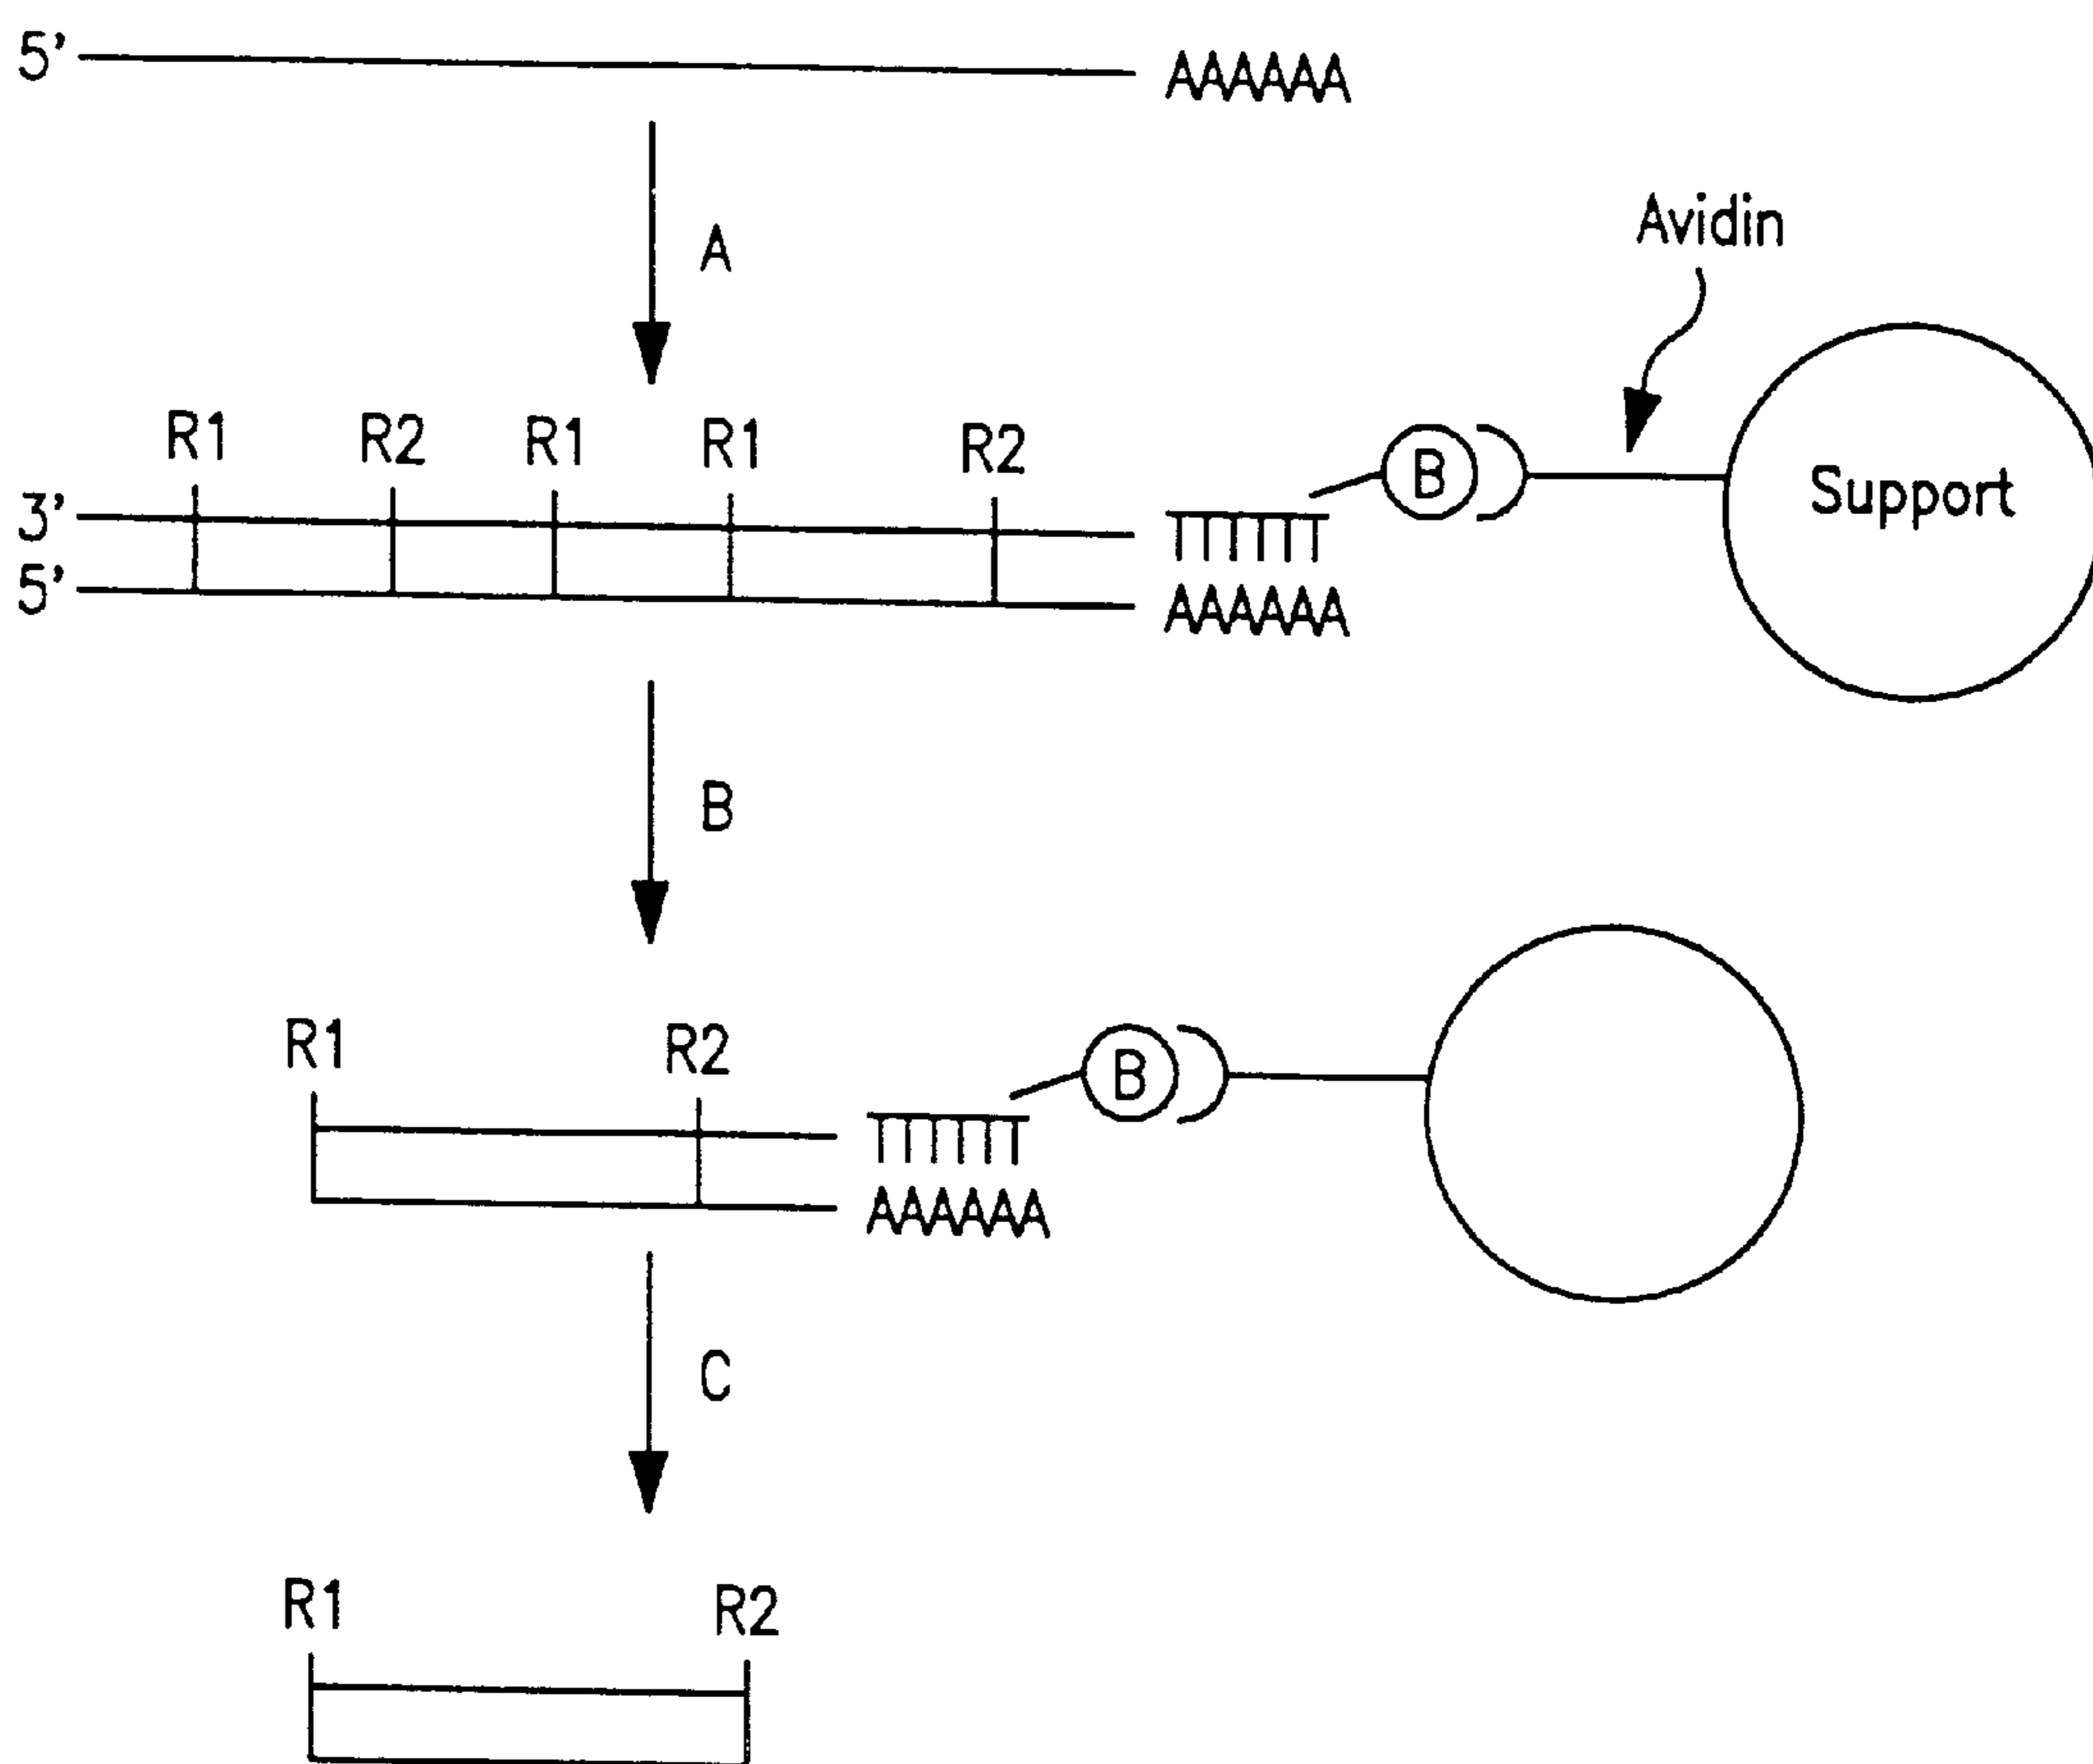 5' AAAAAA
A
Avidin
R1 R2 R1 R1 R2
B
Support
3' TTTTTT
5' AAAAAA
B
R1 R2
B
TTTTTT
AAAAAA
C
R1 R2